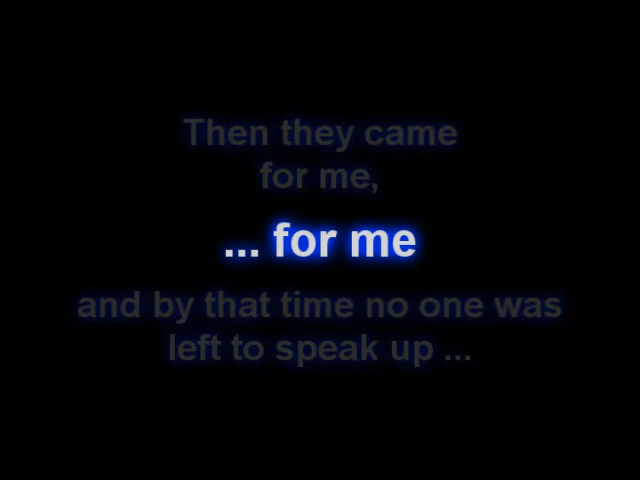 Then they came
for me,
... for me
and by that time no one was
left to speak up ...